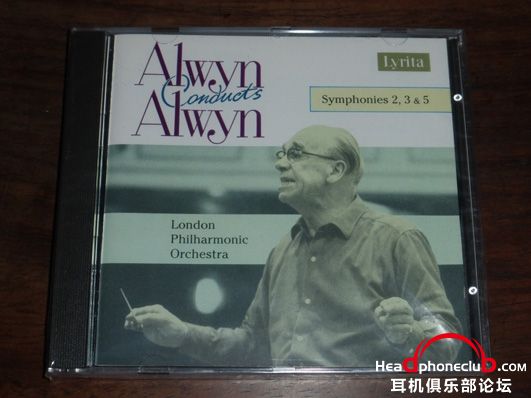 Alwyn
Conducts
Alwyn
Lyrita
Symphonies 2, 3 & 5
London
Philharmonic
Orchestra
Headphoneclub.com
耳机俱乐部论坛